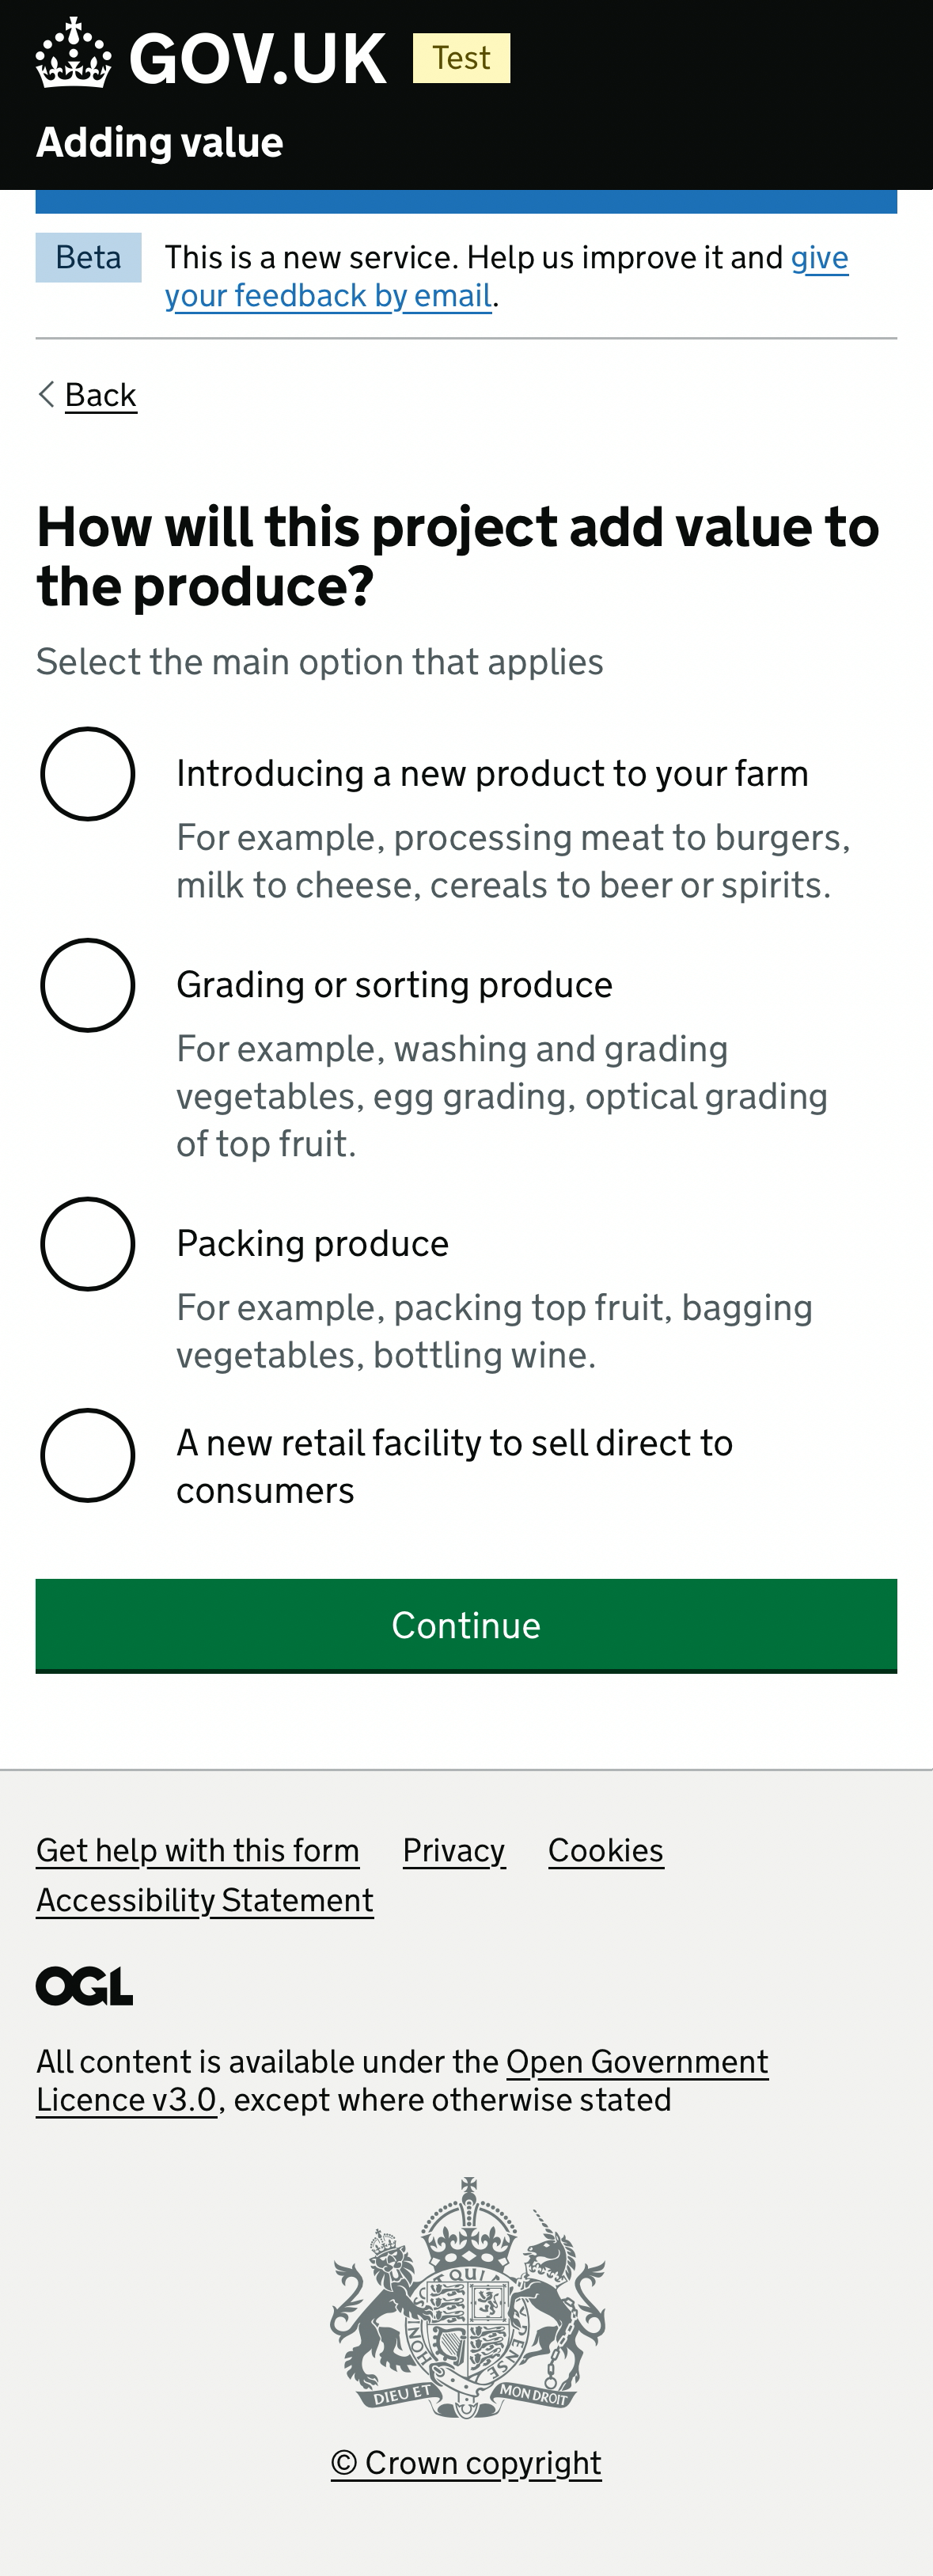 GOV.UK Test
Adding value
Beta This is a new service. Help us improve it and give
your feedback by email.
Back
How will this project add value to
the produce?
Select the main option that applies
Introducing a new product to your farm
For example, processing meat to burgers,
milk to cheese, cereals to beer or spirits.
Grading or sorting produce
For example, washing and grading
vegetables, egg grading, optical grading
of top fruit.
Packing produce
For example, packing top fruit, bagging
vegetables, bottling wine.
A new retail facility to sell direct to
consumers
Continue
Get help with this form Privacy Cookies
Accessibility Statement
OGL
All content is available under the Open Government
Licence v3.0, except where otherwise stated
DIEU ET MON DROIT
© Crown copyright